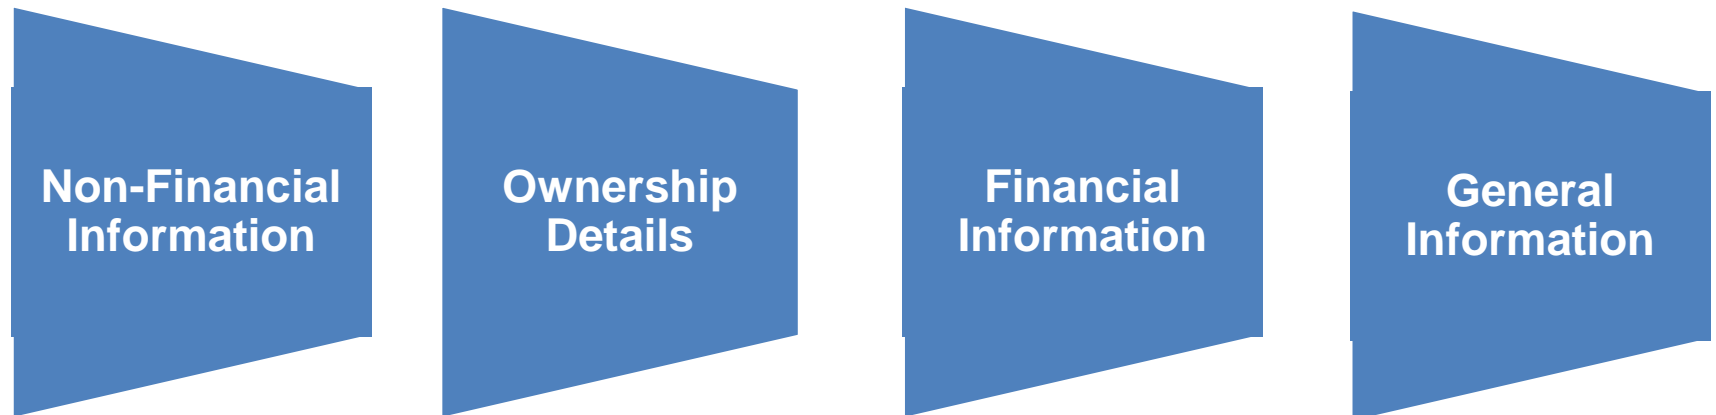 Non-Financial
Information
Ownership
Details
Financial
Information
General
Information